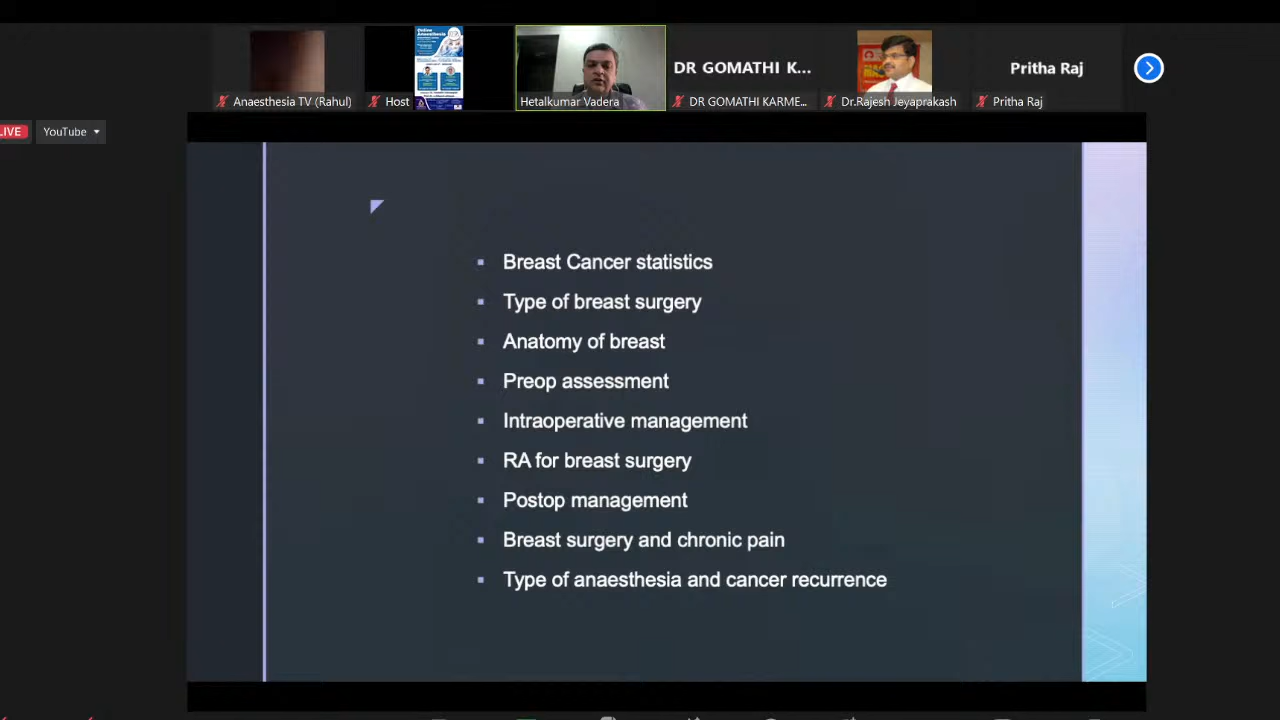 DR GOMATHI K...
Pritha Raj
Anaesthesia TV (Rahul)
Host
Hetalkumar Vadera
DR GOMATHI KARME...
Dr.Rajesh Jeyaprakash
Pritha Raj
LIVE
YouTube
Breast Cancer statistics
Type of breast surgery
Anatomy of breast
Preop assessment
Intraoperative management
RA for breast surgery
Postop management
Breast surgery and chronic pain
Type of anaesthesia and cancer recurrence